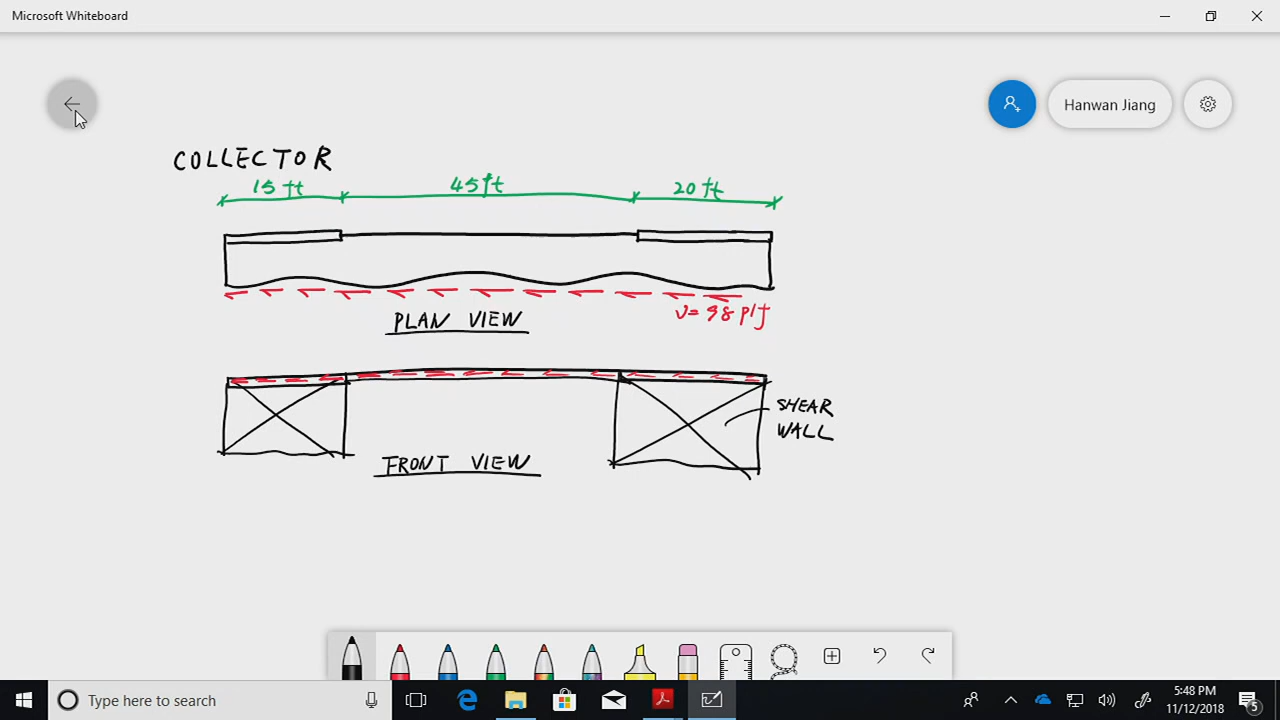 Microsoft Whiteboard
Hanwan Jiang
COLLECTOR
15 ft
45 ft
20 ft
v= 98 plf
PLAN VIEW
SHEAR
WALL
FRONT VIEW
Type here to search
5:48 PM
11/12/2018
5